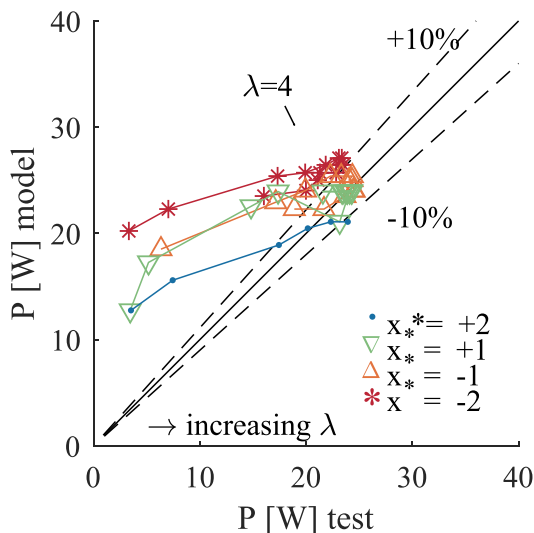 40
30
20
10
0
0
10
20
30
40
P [W] model
P [W] test
+10%
λ=4
-10%
x** = +2
x* = +1
x* = -1
x = -2
→ increasing λ